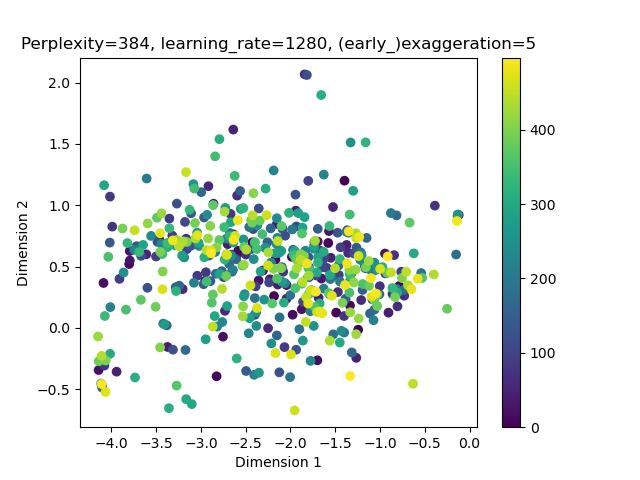 Perplexity=384, learning_rate=1280, (early_)exaggeration=5
2.0
1.5
1.0
0.5
0.0
−0.5
Dimension 2
−4.0 −3.5 −3.0 −2.5 −2.0 −1.5 −1.0 −0.5 0.0
Dimension 1
400
300
200
100
0